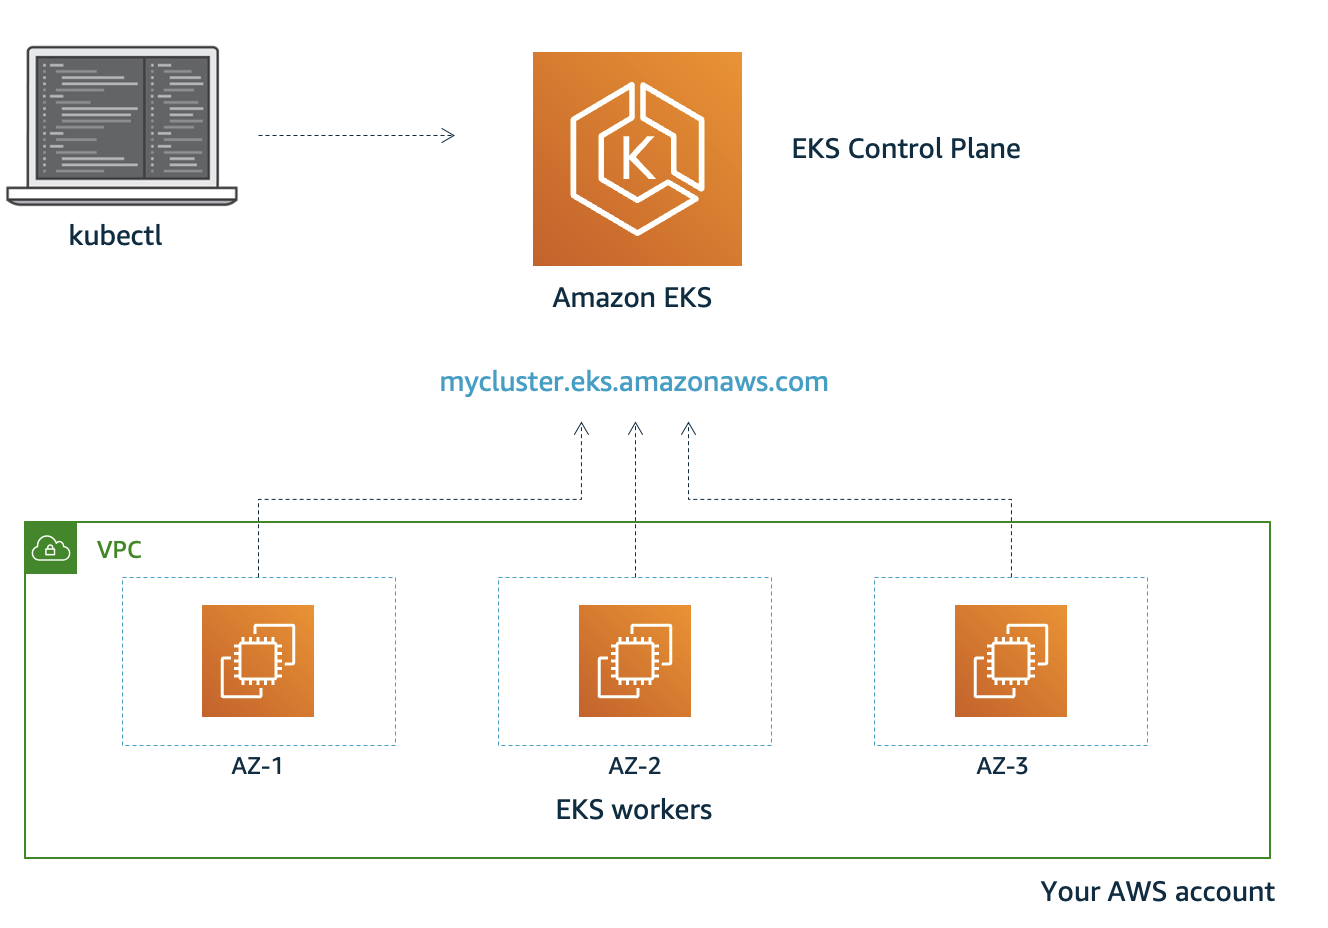 kubectl
K
EKS Control Plane
Amazon EKS
mycluster.eks.amazonaws.com
VPC
AZ-1
AZ-2
AZ-3
EKS workers
Your AWS account